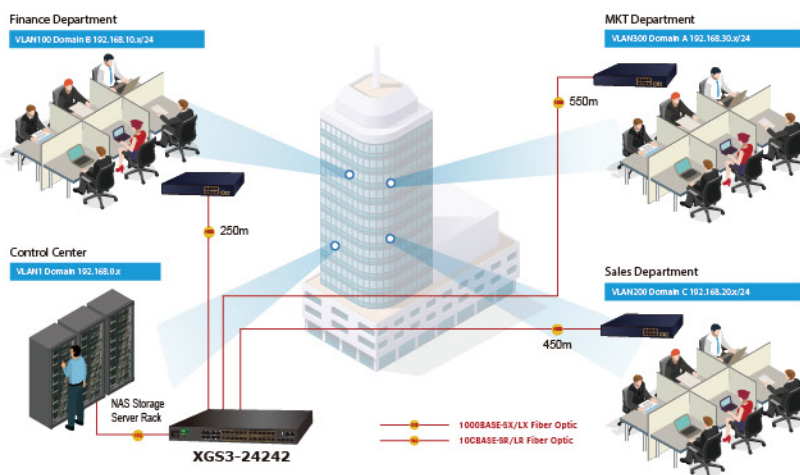 Finance Department
VLAN100 Domain B 192.168.10.x/24
MKT Department
VLAN300 Domain A 192.168.30.x/24
550m
250m
Control Center
VLAN1 Domain 192.168.0.x
Sales Department
VLAN200 Domain C 192.168.20.x/24
450m
NAS Storage
Server Rack
XGS3-24242
1000BASE-SX/LX Fiber Optic
10GBASE-SR/LR Fiber Optic